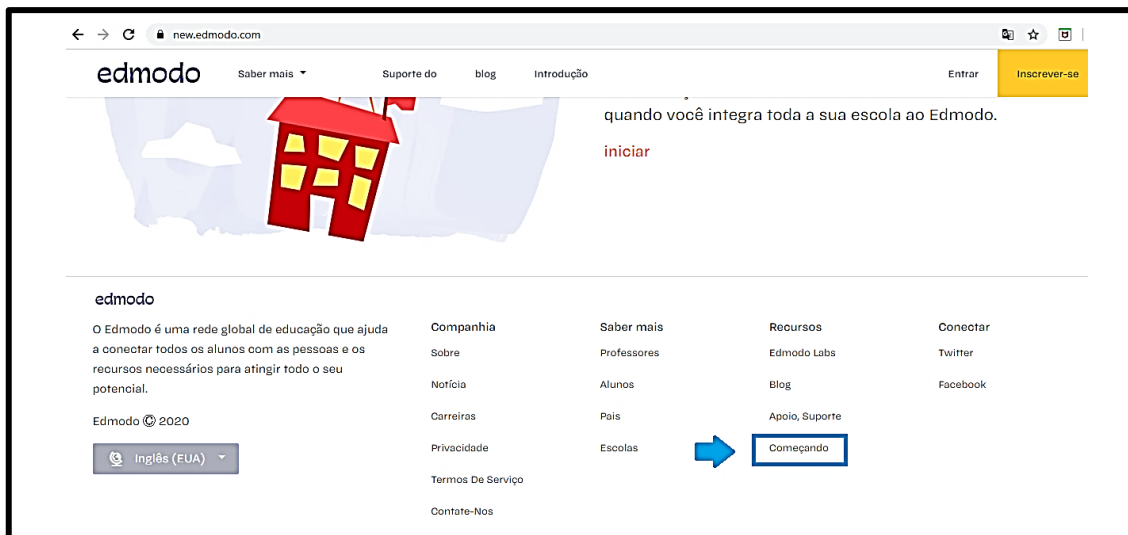 new.edmodo.com
edmodo Saber mais Suporte do blog Introdução Entrar Inscrever-se
quando você integra toda a sua escola ao Edmodo.
iniciar
edmodo
O Edmodo é uma rede global de educação que ajuda
a conectar todos os alunos com as pessoas e os
recursos necessários para atingir todo o seu
potencial.
Edmodo © 2020
Inglês (EUA)
Companhia
Sobre
Notícia
Carreiras
Privacidade
Termos De Serviço
Contate-Nos
Saber mais
Professores
Alunos
Pais
Escolas
Recursos
Edmodo Labs
Blog
Apoio, Suporte
Começando
Conectar
Twitter
Facebook